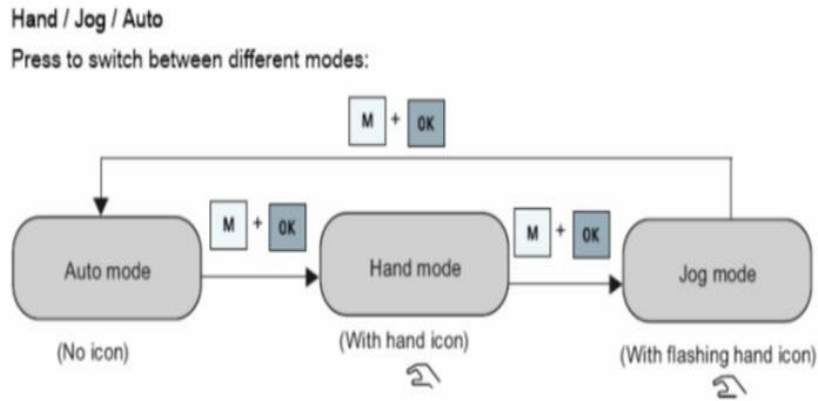 Hand / Jog / Auto
Press to switch between different modes:
M + OK
M + OK
M + OK
Auto mode
Hand mode
Jog mode
(No icon)
(With hand icon)
(With flashing hand icon)